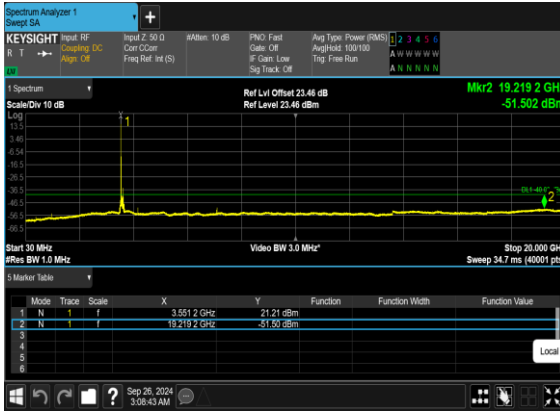 Spectrum Analyzer 1
Swept SA
+
KEYSIGHT Input: RF Input Z: 50 Ω #Atten: 10 dB PNO: Fast Avg Type: Power (RMS) 1 2 3 4 5 6
R T Coupling: DC Corr CCorr Gate: Off Avg|Hold: 100/100 A W W W W W
Align: Off Freq Ref: Int (S) IF Gain: Low Trig: Free Run
Sig Track: Off A N N N N N
1 Spectrum Ref Lvl Offset 23.46 dB Mkr2 19.219 2 GH
Scale/Div 10 dB Ref Level 23.46 dBm -51.502 dBm
Log
13.5
3.46
-6.54
-16.5
-26.5
-36.5
-46.5
-56.5
-66.5
1
2
Start 30 MHz Video BW 3.0 MHz* Stop 20.000 GH
#Res BW 1.0 MHz Sweep 34.7 ms (40001 pts
5 Marker Table
Mode Trace Scale X Y Function Function Width Function Value
1 N 1 f 3.551 2 GHz 21.21 dBm
2 N 1 f 19.219 2 GHz -51.50 dBm
3
4
5
6
Local
? Sep 26, 2024
3:08:43 AM